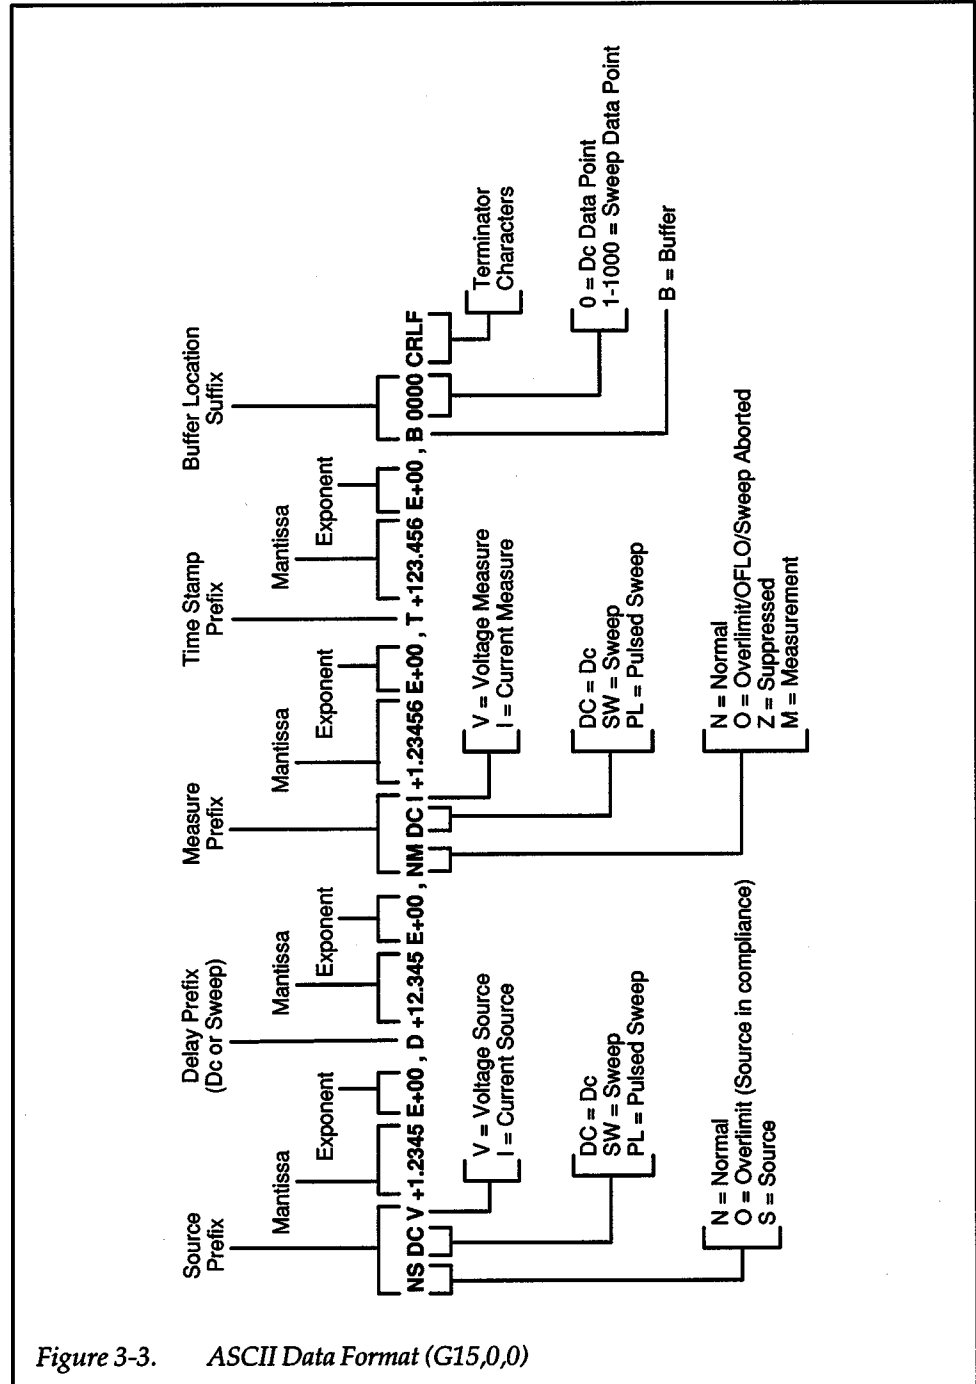 Source
Prefix
Mantissa
Exponent
Delay Prefix
(Dc or Sweep)
Mantissa
Exponent
Measure
Prefix
Mantissa
Exponent
Time Stamp
Prefix
Mantissa
Exponent
Buffer Location
Suffix
NS DC V +1.2345 E+00 , D +12.345 E+00 , NM DC I +1.23456 E+00 , T +123.456 E+00 , B 0000 CRLF
V = Voltage Source
I = Current Source
DC = Dc
SW = Sweep
PL = Pulsed Sweep
N = Normal
O = Overlimit (Source in compliance)
S = Source
V = Voltage Measure
I = Current Measure
DC = Dc
SW = Sweep
PL = Pulsed Sweep
N = Normal
O = Overlimit/OFLO/Sweep Aborted
Z = Suppressed
M = Measurement
Terminator
Characters
0 = Dc Data Point
1-1000 = Sweep Data Point
B = Buffer
Figure 3-3. ASCII Data Format (G15,0,0)